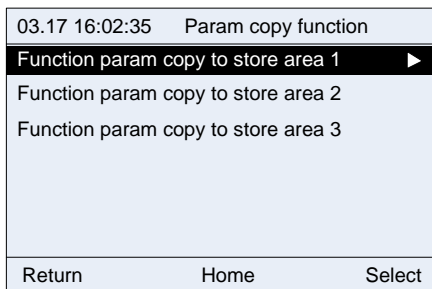 03.17 16:02:35 Param copy function
Function param copy to store area 1
Function param copy to store area 2
Function param copy to store area 3
Return Home Select